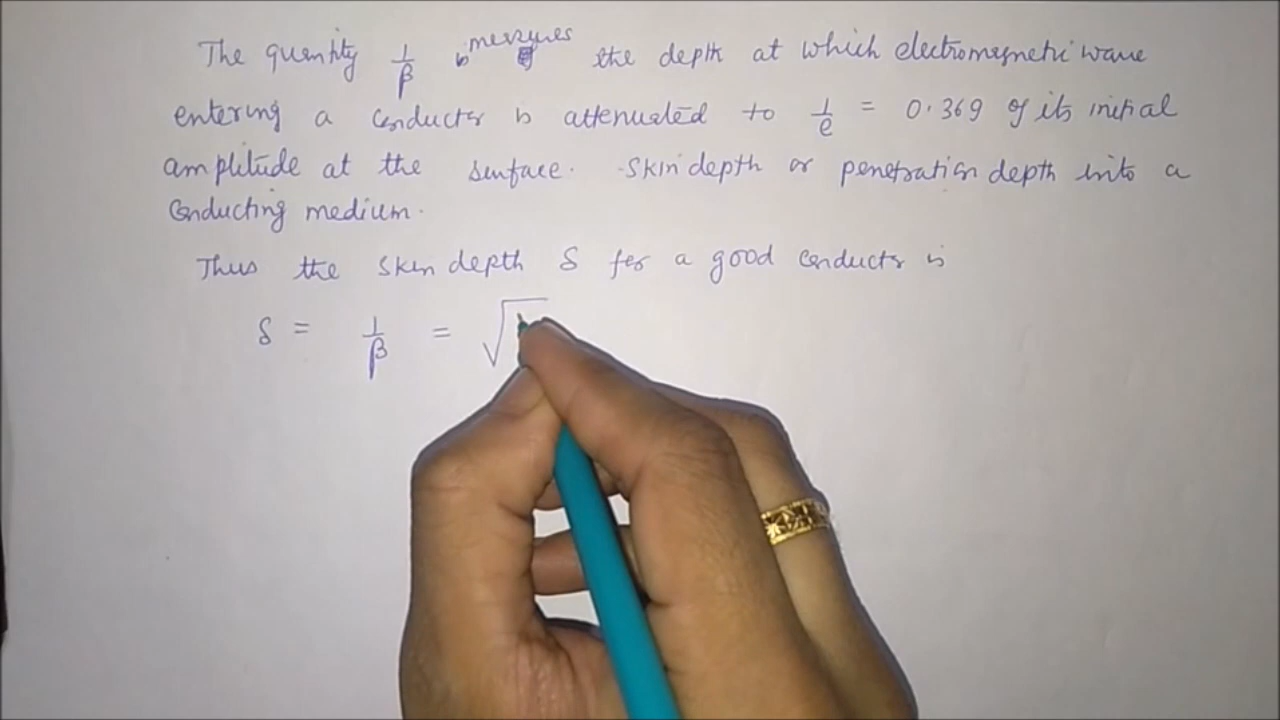 The quantity 1/β measures the depth at which electromagnetic wave
entering a conductor is attenuated to 1/e = 0.369 of its initial
amplitude at the surface. Skin depth or penetration depth into a
conducting medium.
Thus the skin depth δ for a good conductor is
δ = 1/β = √